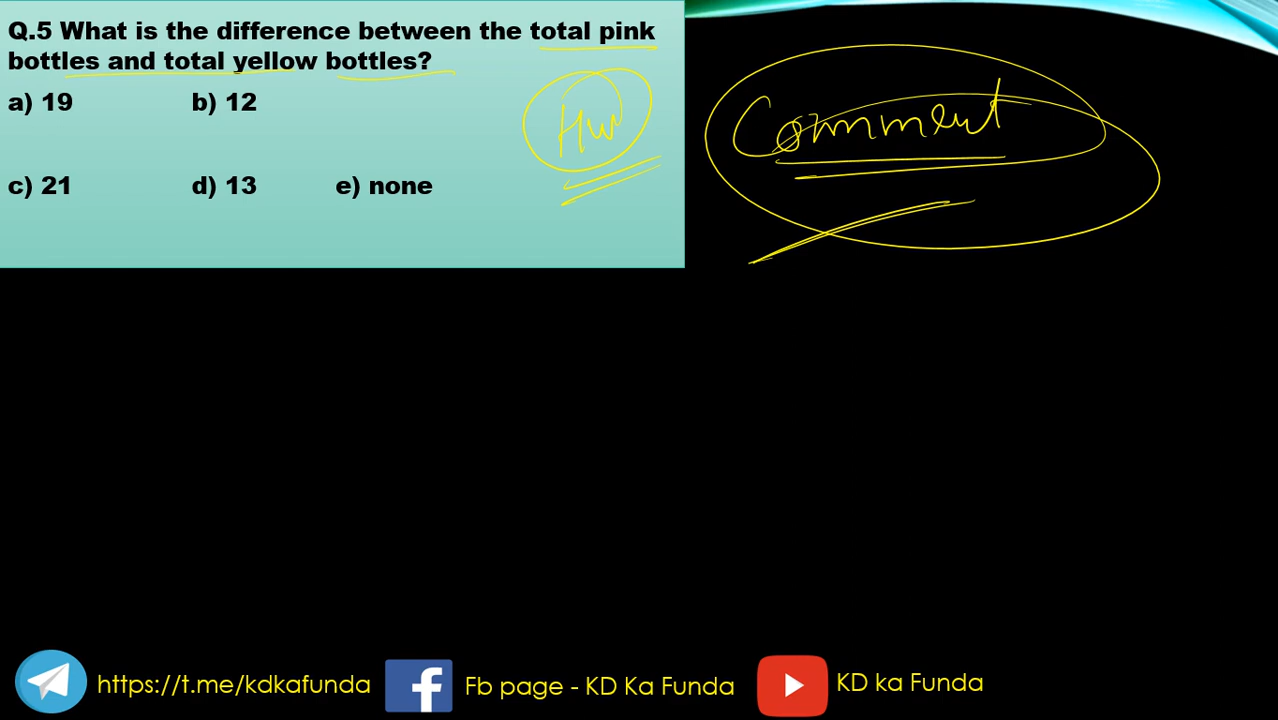 Q.5 What is the difference between the total pink
bottles and total yellow bottles?
a) 19 b) 12
c) 21 d) 13 e) none
HW
Comment
https://t.me/kdkafunda
Fb page - KD Ka Funda
KD ka Funda